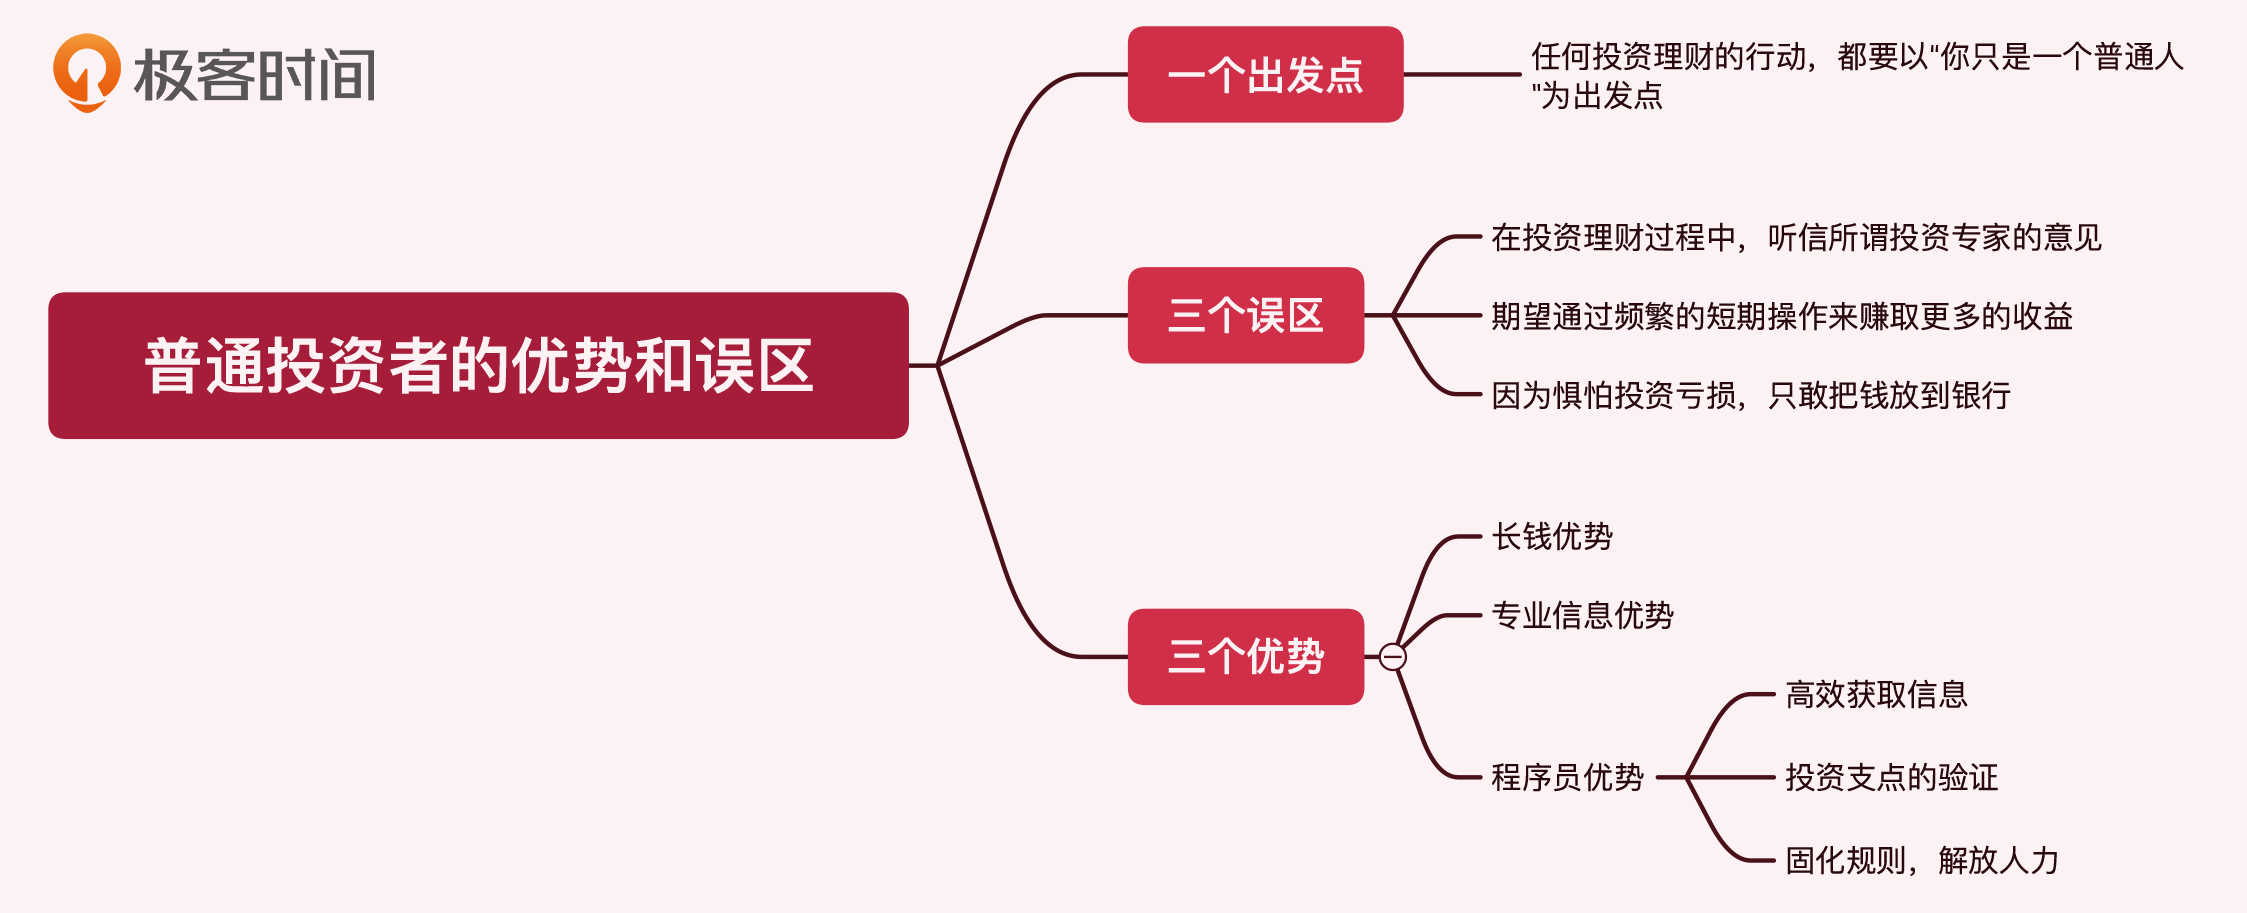 极客时间
普通投资者的优势和误区
一个出发点
任何投资理财的行动，都要以"你只是一个普通人
"为出发点
三个误区
在投资理财过程中，听信所谓投资专家的意见
期望通过频繁的短期操作来赚取更多的收益
因为惧怕投资亏损，只敢把钱放到银行
三个优势
长钱优势
专业信息优势
程序员优势
高效获取信息
投资支点的验证
固化规则，解放人力